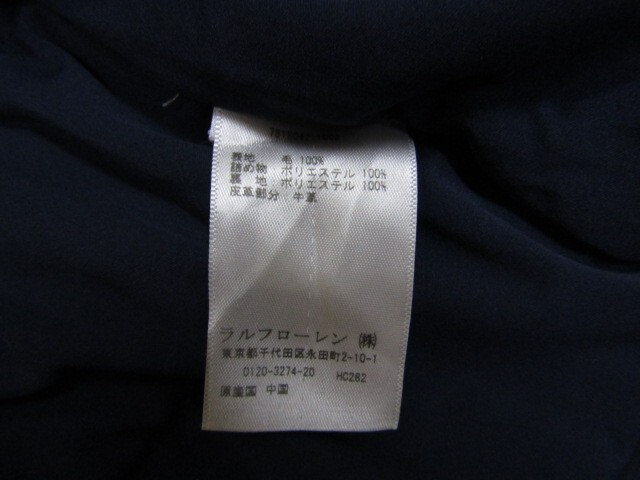 表地 毛 100%
詰め物 ポリエステル 100%
裏地 ポリエステル 100%
皮革部分 牛革
ラルフローレン ㈱
東京都千代田区永田町2-10-1
0120-3274-20 HC282
原産国 中国